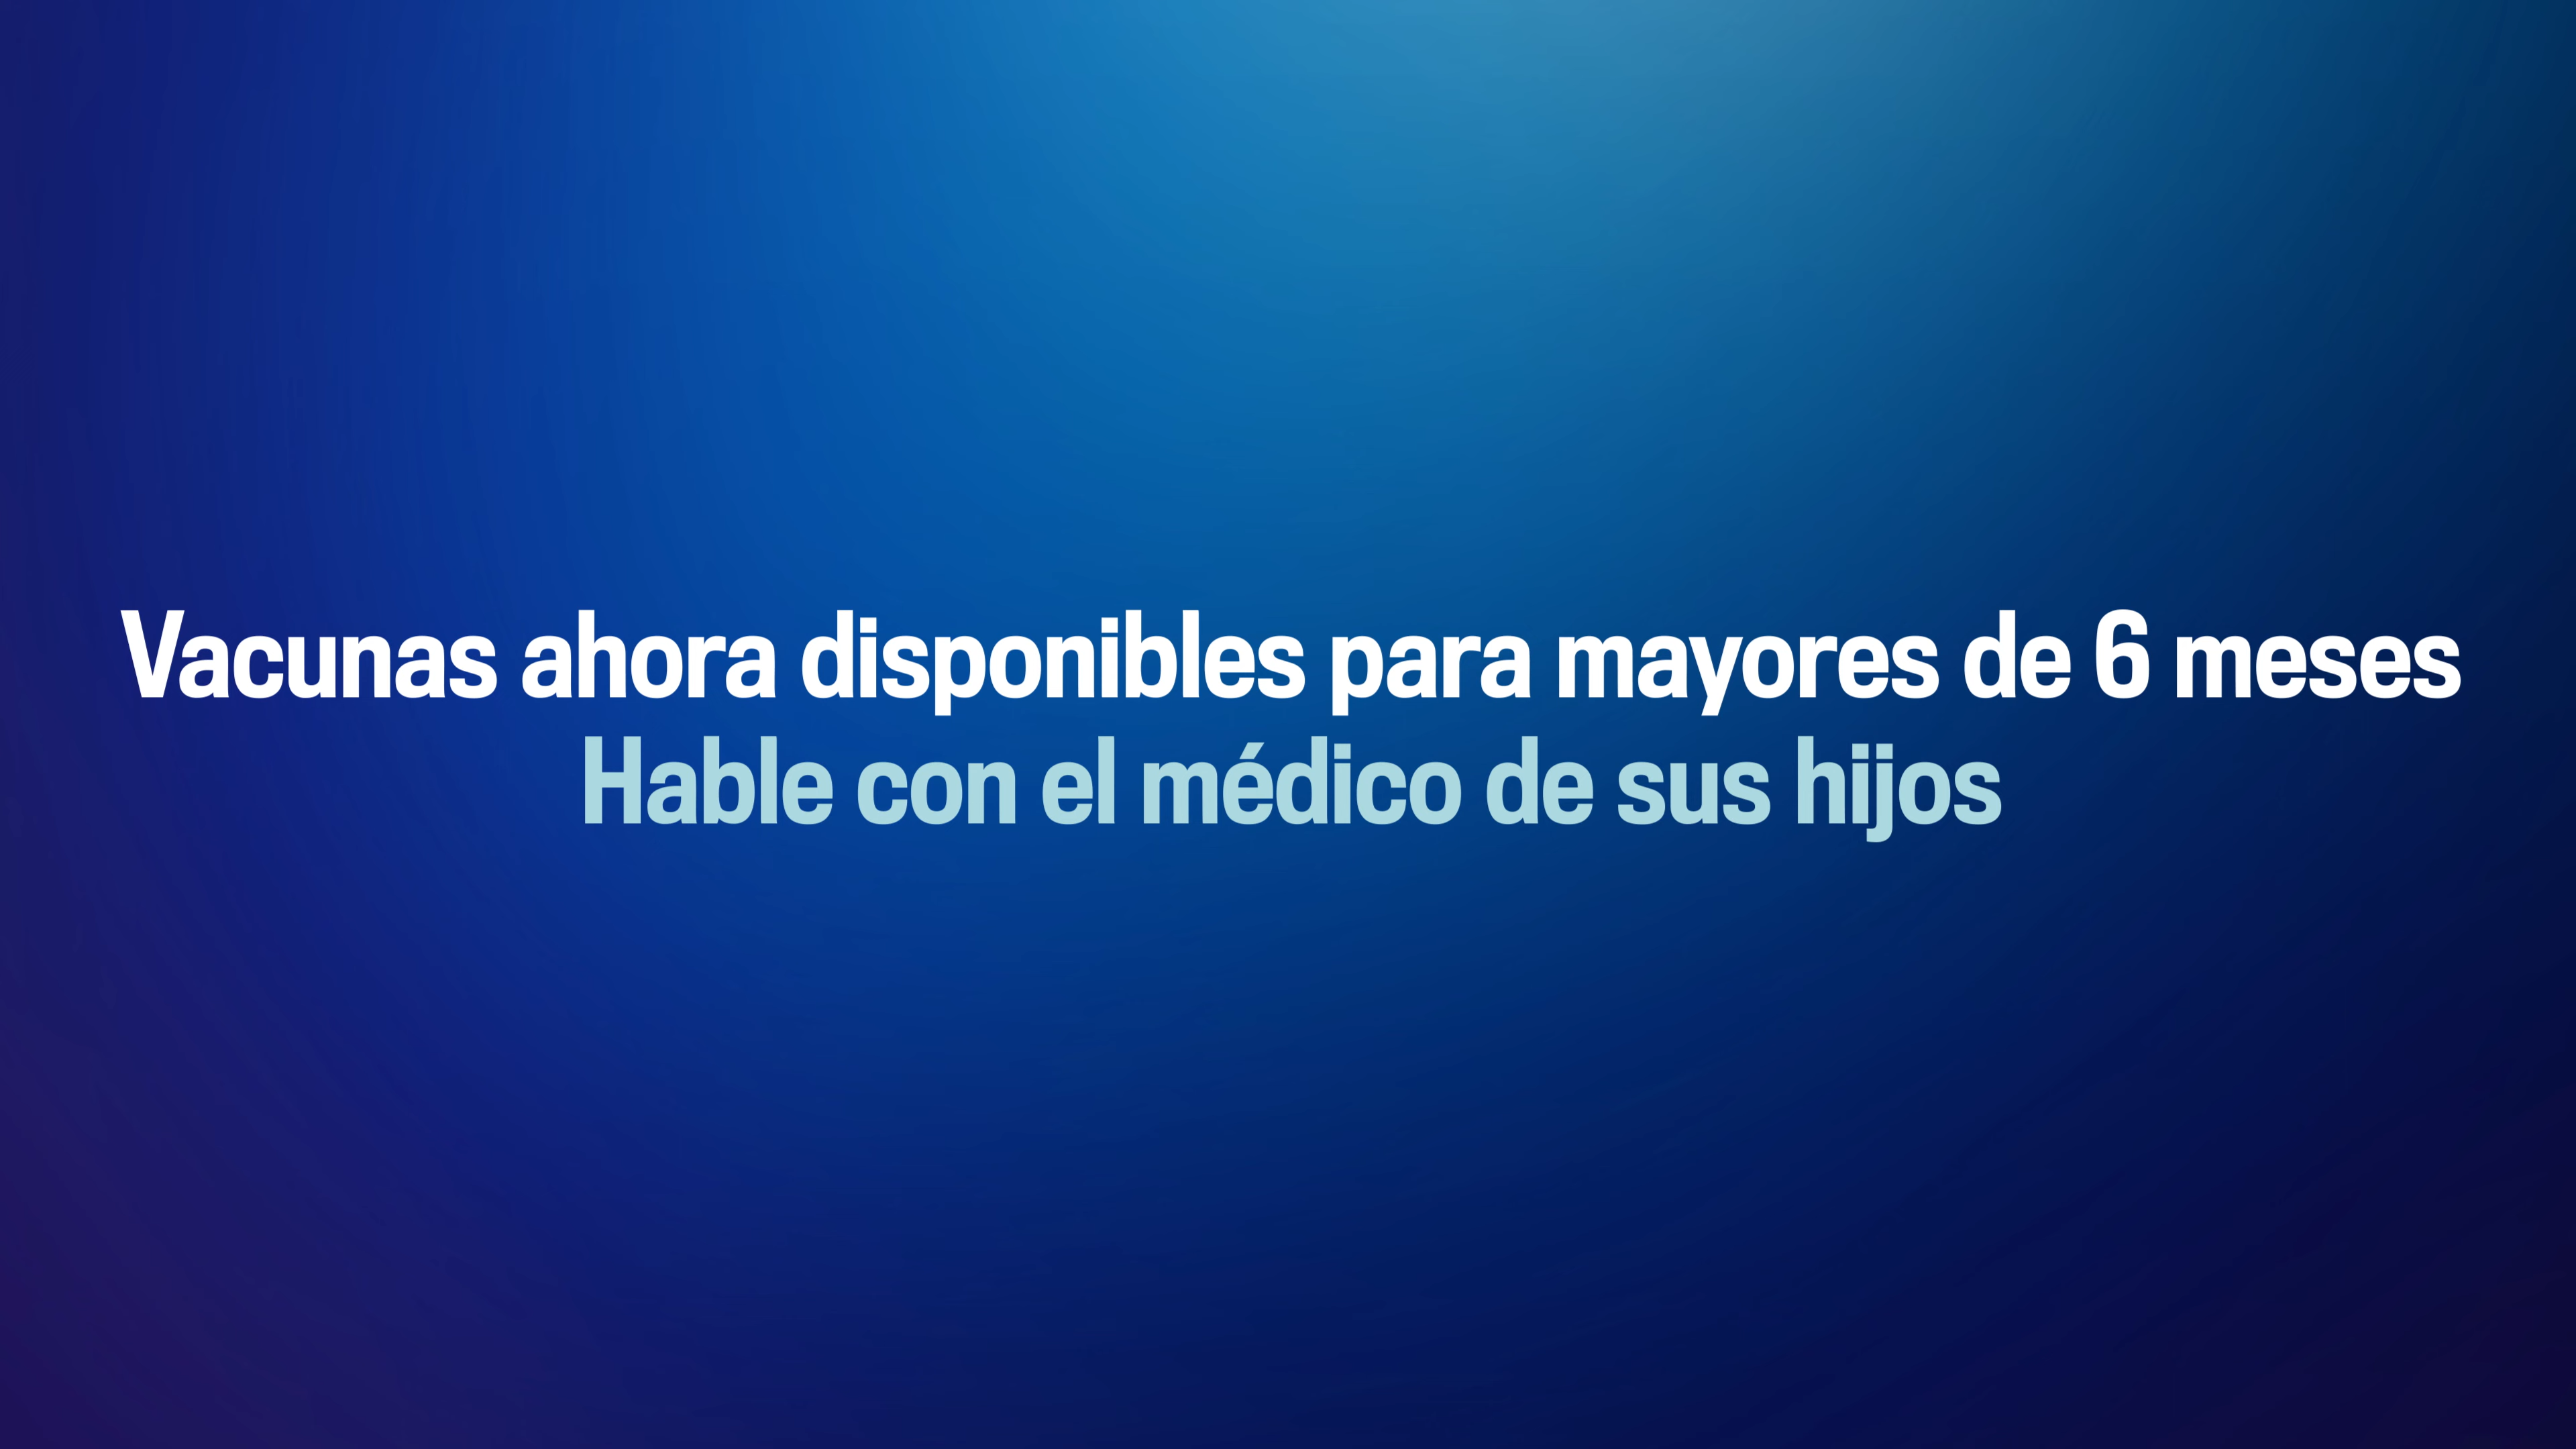 Vacunas ahora disponibles para mayores de 6 meses
Hable con el médico de sus hijos